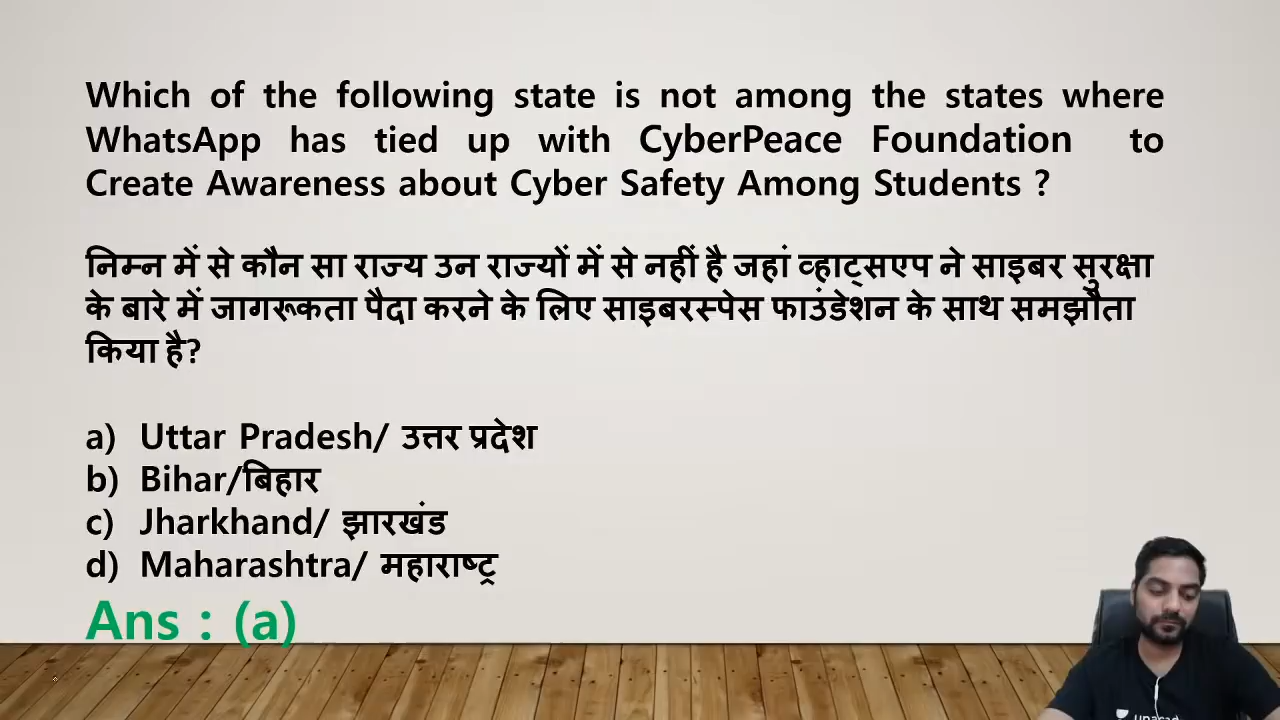 Which of the following state is not among the states where
WhatsApp has tied up with CyberPeace Foundation to
Create Awareness about Cyber Safety Among Students ?
निम्न में से कौन सा राज्य उन राज्यों में से नहीं है जहां व्हाट्सएप ने साइबर सुरक्षा
के बारे में जागरूकता पैदा करने के लिए साइबरस्पेस फाउंडेशन के साथ समझौता
किया है?
a) Uttar Pradesh/ उत्तर प्रदेश
b) Bihar/बिहार
c) Jharkhand/ झारखंड
d) Maharashtra/ महाराष्ट्र
Ans : (a)